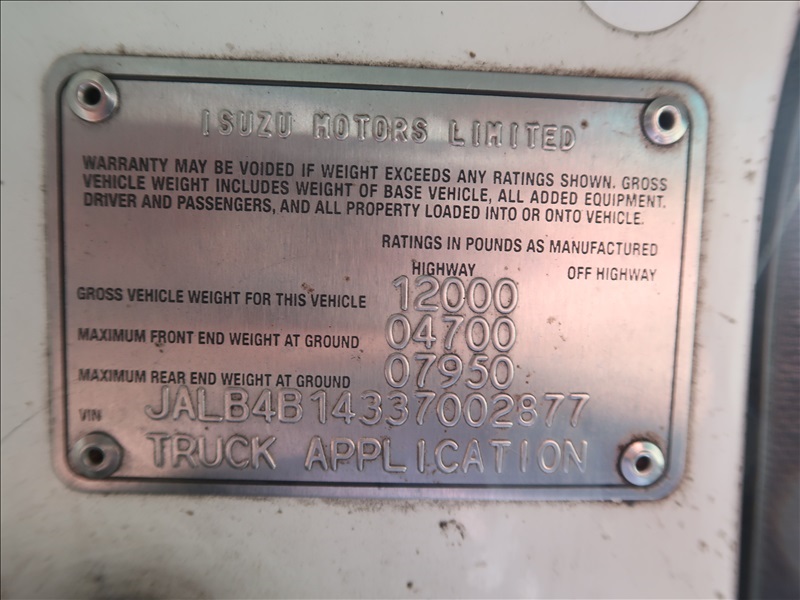 ISUZU MOTORS LIMITED
WARRANTY MAY BE VOIDED IF WEIGHT EXCEEDS ANY RATINGS SHOWN. GROSS
VEHICLE WEIGHT INCLUDES WEIGHT OF BASE VEHICLE, ALL ADDED EQUIPMENT,
DRIVER AND PASSENGERS, AND ALL PROPERTY LOADED INTO OR ONTO VEHICLE.
RATINGS IN POUNDS AS MANUFACTURED
HIGHWAY OFF HIGHWAY
GROSS VEHICLE WEIGHT FOR THIS VEHICLE 12000
MAXIMUM FRONT END WEIGHT AT GROUND 04700
MAXIMUM REAR END WEIGHT AT GROUND 07950
VIN JALB4B14337002877
TRUCK APPLICATION